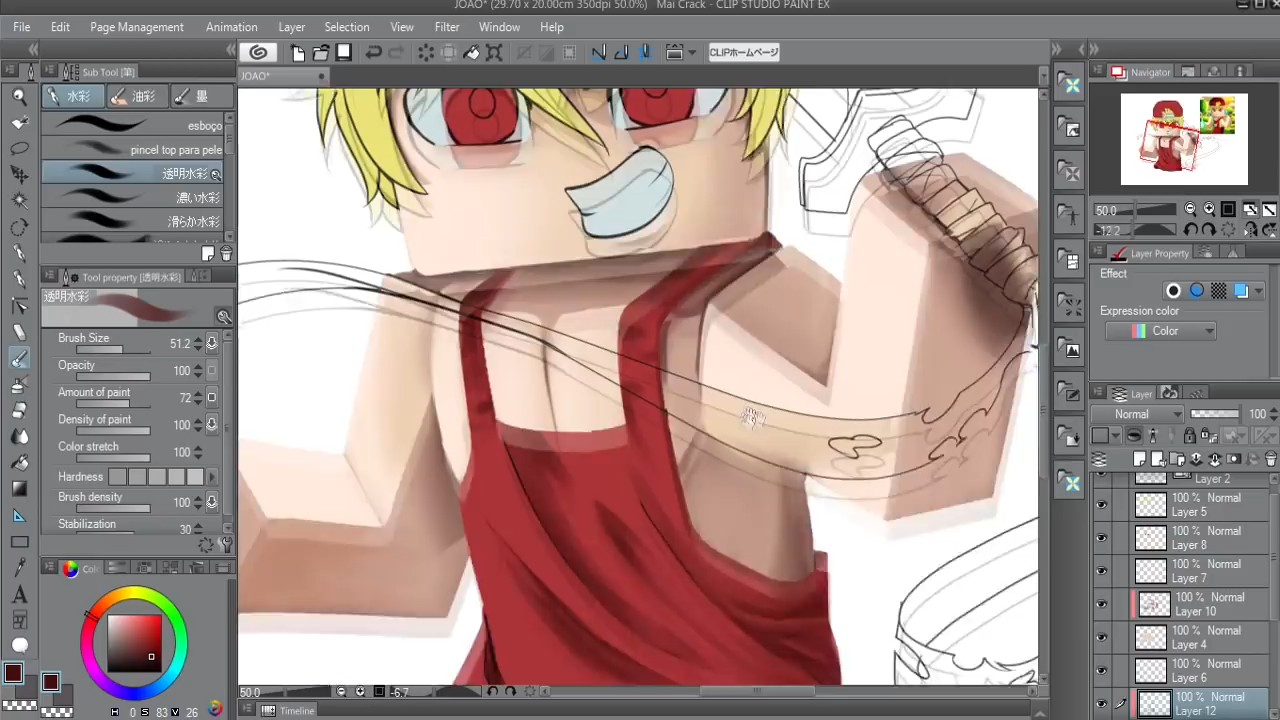 JOAO* (29.70 x 20.00cm 350dpi 50.0%) Mai Crack - CLIP STUDIO PAINT EX
File Edit Page Management Animation Layer Selection View Filter Window Help
CLIPホームページ
Sub Tool [筆]
JOAO*
Navigator
水彩 油彩 墨
esboço
pincel top para pele
透明水彩
濃い水彩
滑らか水彩
50.0
-12.2
Layer Property
Effect
Expression color
Color
Tool property [透明水彩]
透明水彩
Brush Size 51.2
Opacity 100
Amount of paint 72
Density of paint 100
Color stretch 100
Hardness
Brush density 100
Stabilization 30
Layer
Normal 100
Layer 2
100 % Normal
Layer 5
100 % Normal
Layer 8
100 % Normal
Layer 7
100 % Normal
Layer 10
100 % Normal
Layer 4
100 % Normal
Layer 6
100 % Normal
Layer 12
H 0 S 83 V 26
50.0 -6.7
Timeline